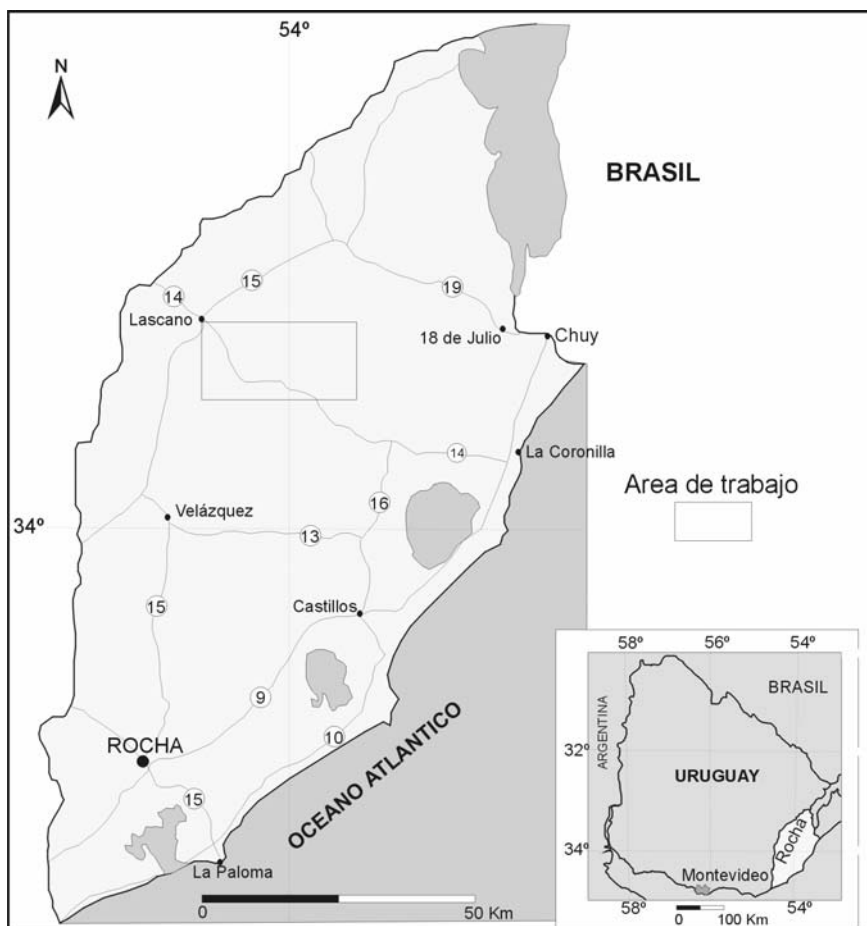 54º
N
BRASIL
15
14
19
Lascano
18 de Julio
Chuy
14
La Coronilla
Area de trabajo
16
Velázquez
34º
13
15
Castillos
9
10
ROCHA
OCEANO ATLANTICO
15
La Paloma
0
50 Km
58º
56º
54º
BRASIL
ARGENTINA
32º
URUGUAY
Rocha
34º
Montevideo
58º
0
100 Km
54º